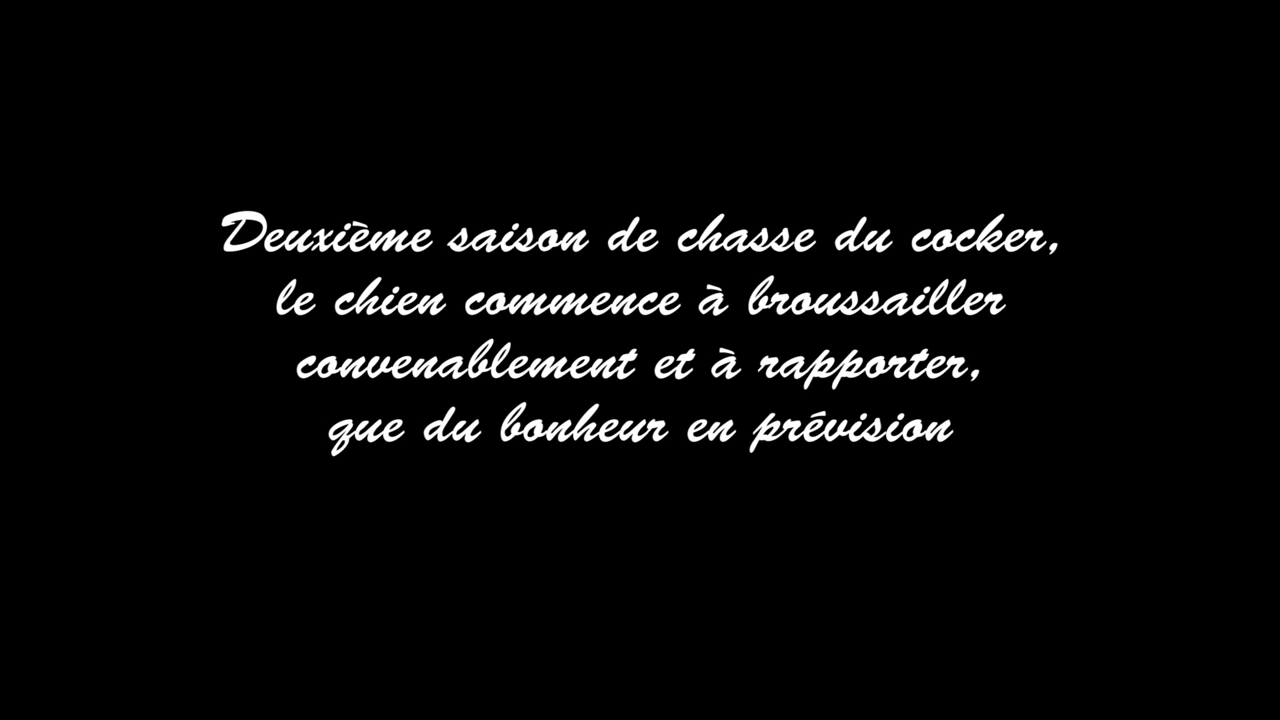 Deuxième saison de chasse du cocker,
le chien commence à broussailler
convenablement et à rapporter,
que du bonheur en prévision